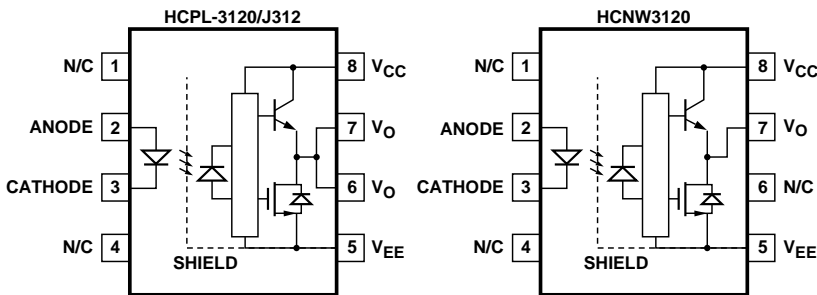 HCPL-3120/J312
N/C 1
ANODE 2
CATHODE 3
N/C 4
8 VCC
7 VO
6 VO
5 VEE
SHIELD
HCNW3120
N/C 1
ANODE 2
CATHODE 3
N/C 4
8 VCC
7 VO
6 N/C
5 VEE
SHIELD